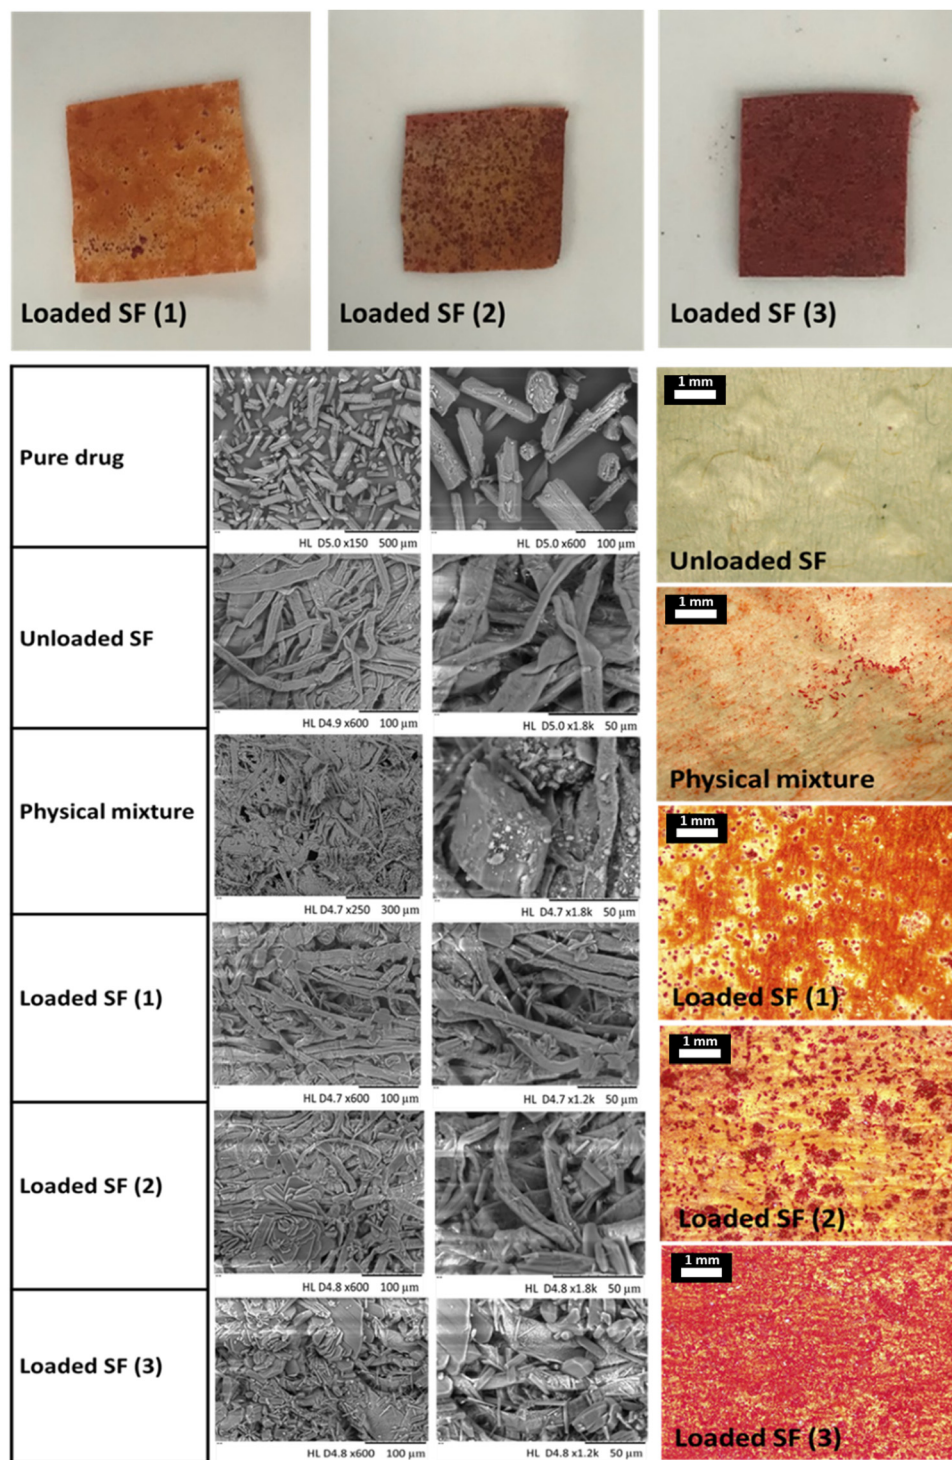 Loaded SF (1)
Loaded SF (2)
Loaded SF (3)
Pure drug
HL D5.0 x150 500 µm
HL D5.0 x600 100 µm
1 mm
Unloaded SF
Unloaded SF
HL D4.9 x600 100 µm
HL D5.0 x1.8k 50 µm
1 mm
Physical mixture
Physical mixture
HL D4.7 x250 300 µm
HL D4.7 x1.8k 50 µm
1 mm
Loaded SF (1)
Loaded SF (1)
HL D4.7 x600 100 µm
HL D4.7 x1.2k 50 µm
1 mm
Loaded SF (2)
Loaded SF (2)
HL D4.8 x600 100 µm
HL D4.8 x1.8k 50 µm
1 mm
Loaded SF (3)
Loaded SF (3)
HL D4.8 x600 100 µm
HL D4.8 x1.2k 50 µm